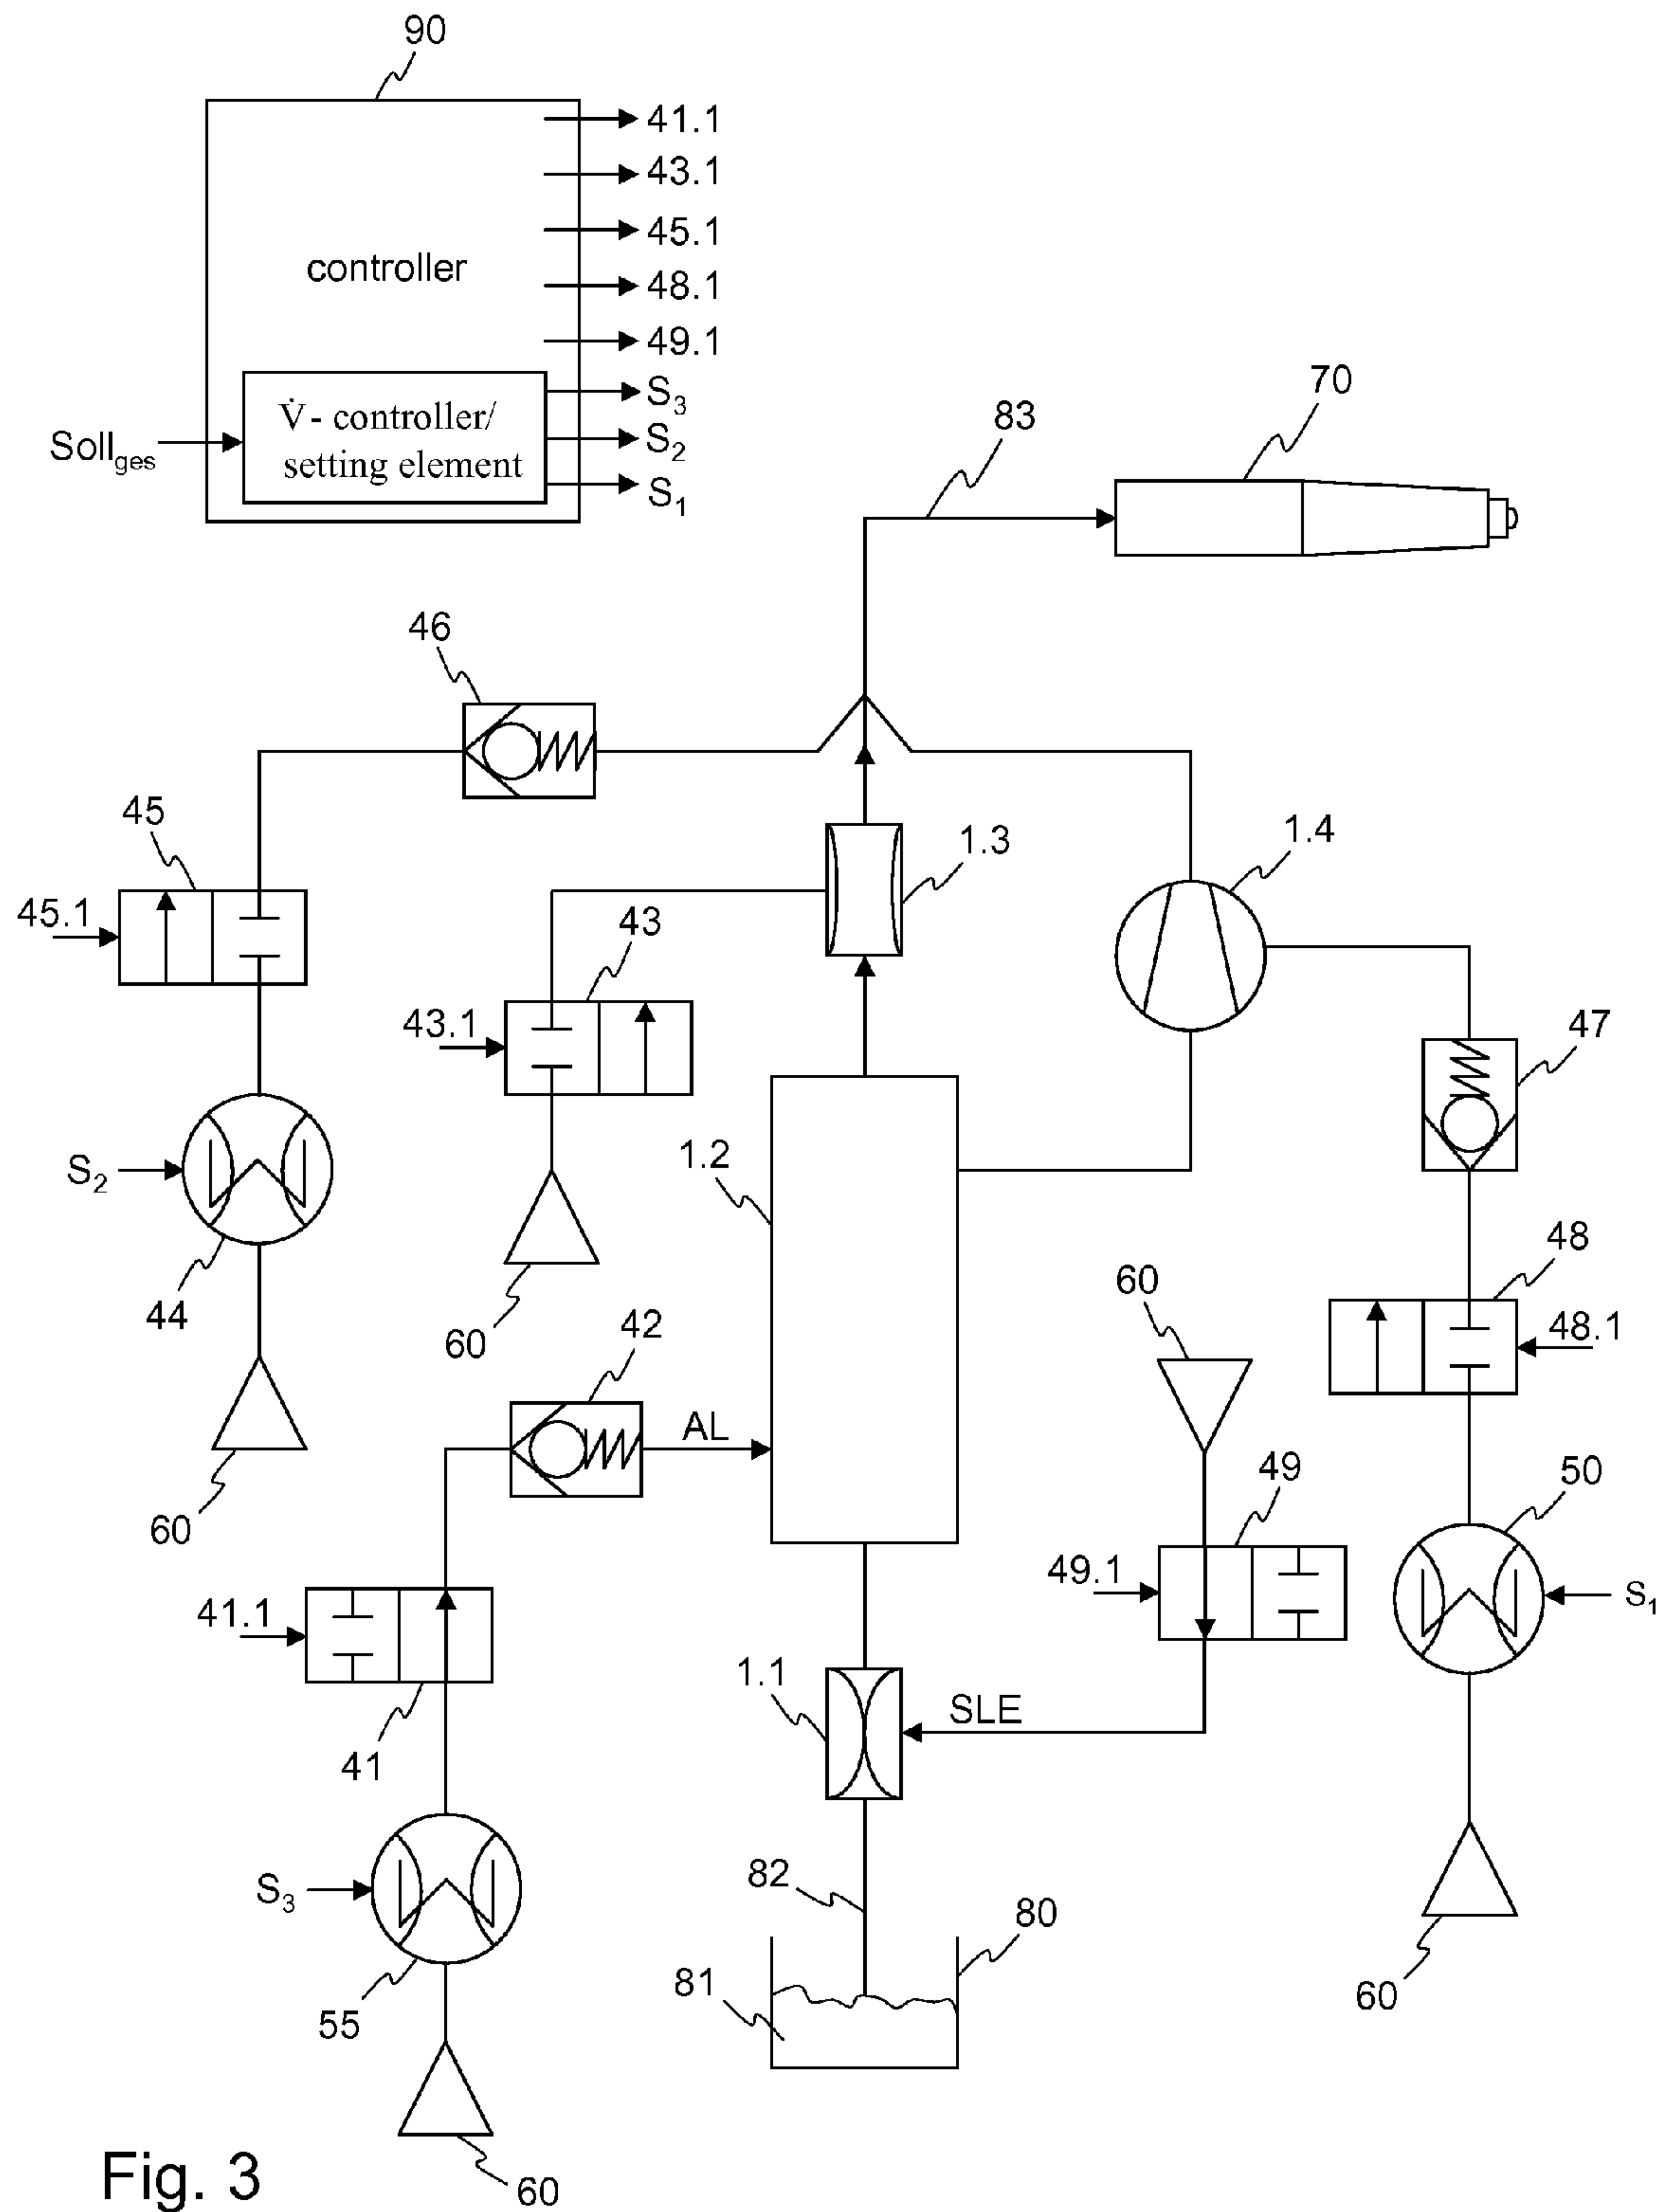 90
41.1
43.1
45.1
controller
48.1
49.1
S3
V̇ - controller/
setting element
Sollges
S2
S1
70
83
46
45
1.3
1.4
45.1
43
43.1
47
1.2
S2
48
44
60
42
60
48.1
AL
60
49
50
49.1
41.1
S1
1.1
SLE
41
82
80
S3
81
60
55
60
Fig. 3